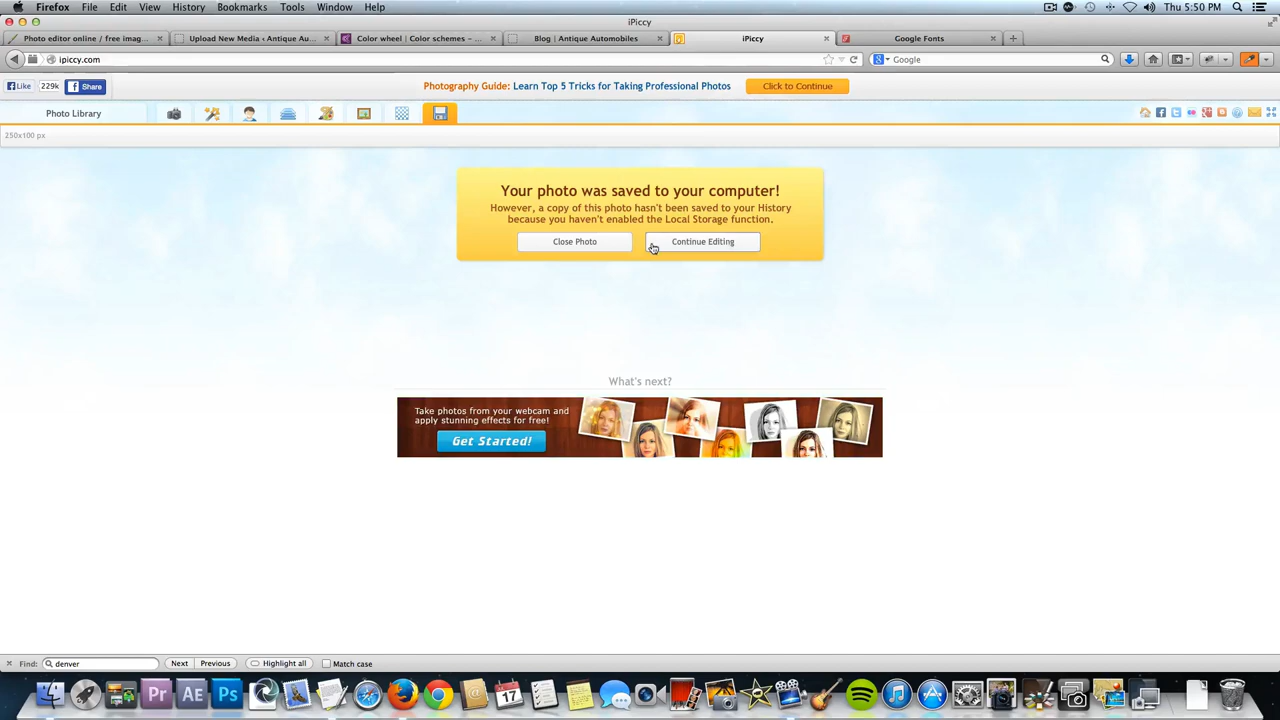 Firefox File Edit View History Bookmarks Tools Window Help Thu 5:50 PM
iPiccy
Photo editor online / free imag... Upload New Media ‹ Antique Au... Color wheel | Color schemes - ... Blog | Antique Automobiles iPiccy Google Fonts
ipiccy.com Google
Like 229k Share Photography Guide: Learn Top 5 Tricks for Taking Professional Photos Click to Continue
Photo Library
250x100 px
Your photo was saved to your computer!
However, a copy of this photo hasn't been saved to your History
because you haven't enabled the Local Storage function.
Close Photo Continue Editing
What's next?
Take photos from your webcam and
apply stunning effects for free!
Get Started!
Find: denver Next Previous Highlight all Match case
Pr AE Ps 17